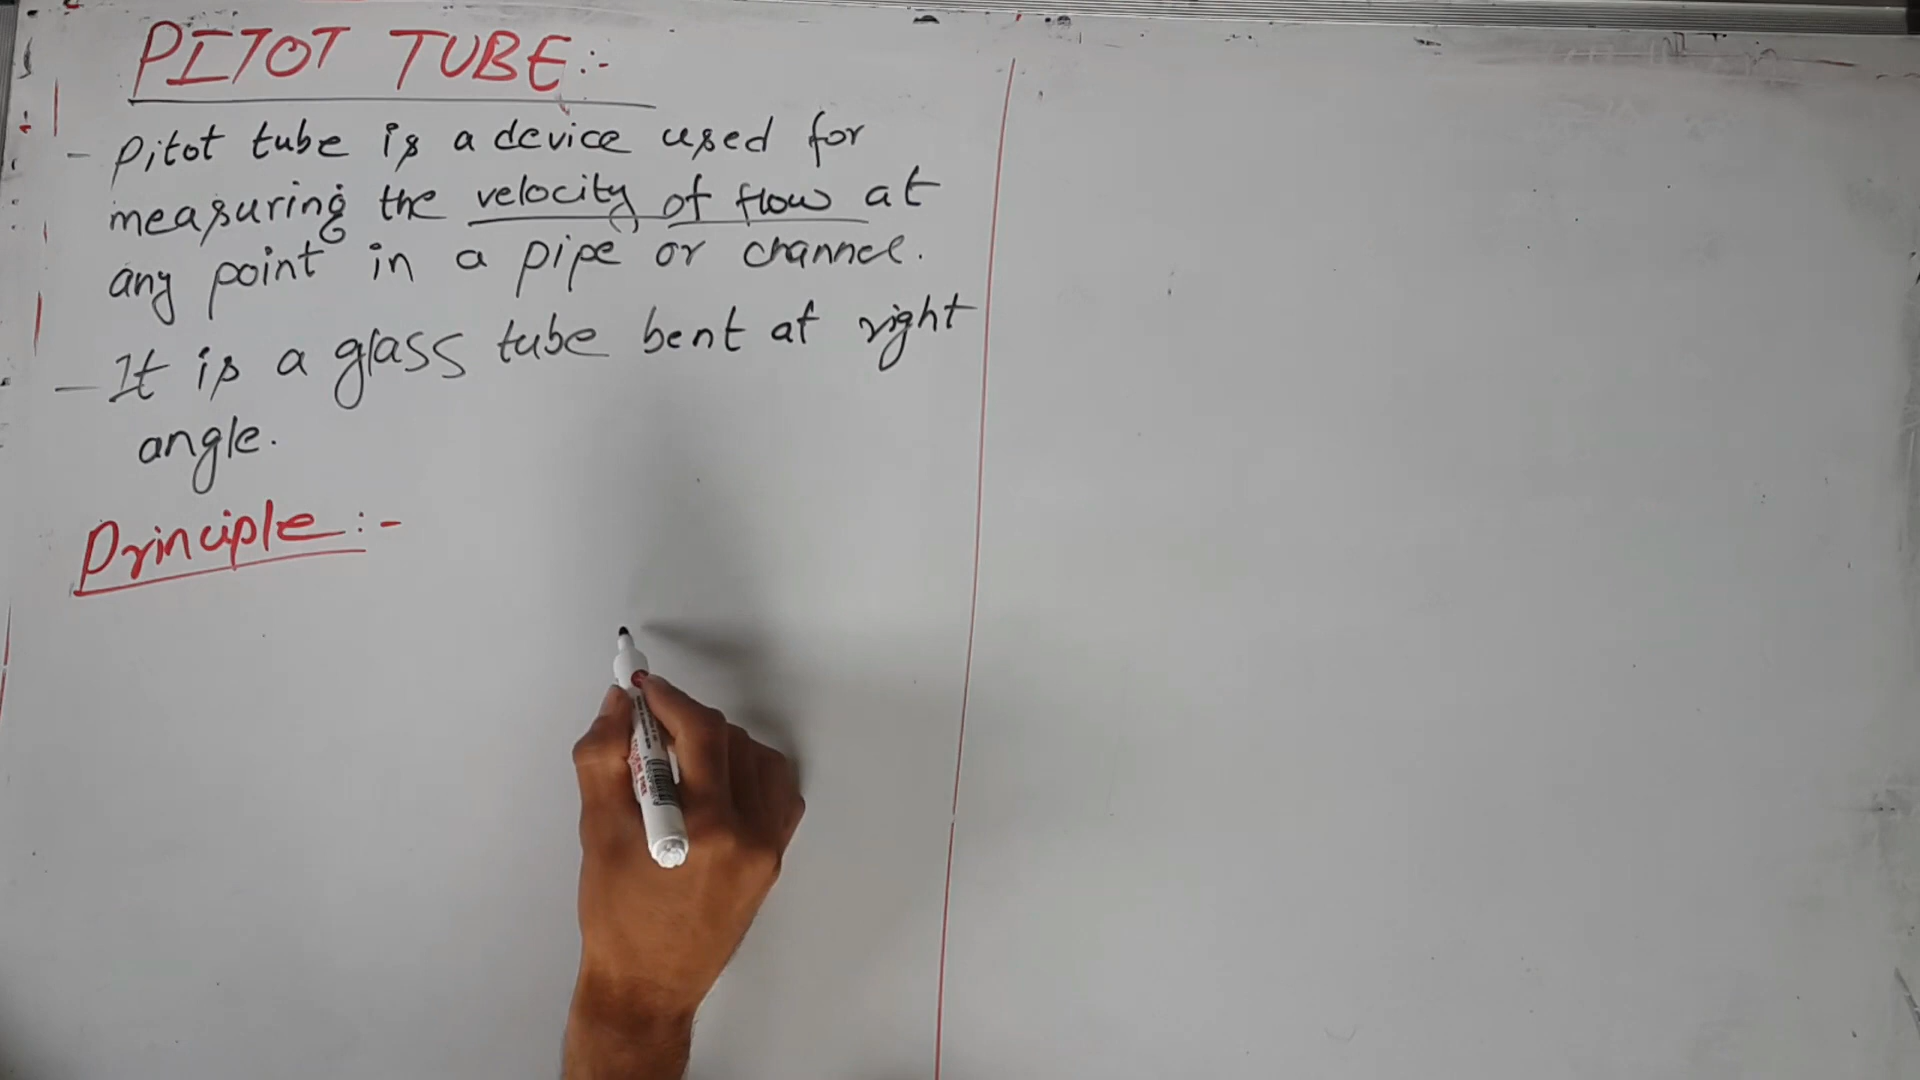 PITOT TUBE:-
- Pitot tube is a device used for
measuring the velocity of flow at
any point in a pipe or channel.
- It is a glass tube bent at right
angle.
Principle:-